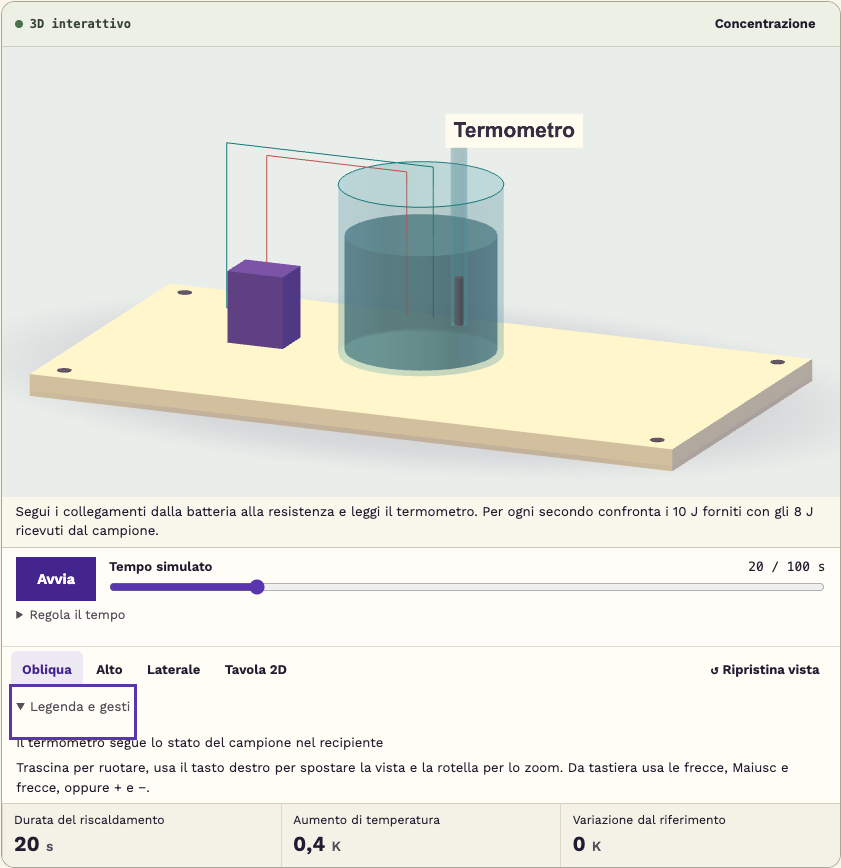 3D interattivo
Concentrazione
Termometro
Segui i collegamenti dalla batteria alla resistenza e leggi il termometro. Per ogni secondo confronta i 10 J forniti con gli 8 J
ricevuti dal campione.
Avvia
Tempo simulato
20 / 100 s
▶ Regola il tempo
Obliqua
Alto
Laterale
Tavola 2D
↺ Ripristina vista
▼ Legenda e gesti
Il termometro segue lo stato del campione nel recipiente
Trascina per ruotare, usa il tasto destro per spostare la vista e la rotella per lo zoom. Da tastiera usa le frecce, Maiusc e
frecce, oppure + e −.
Durata del riscaldamento
20 s
Aumento di temperatura
0,4 K
Variazione dal riferimento
0 K